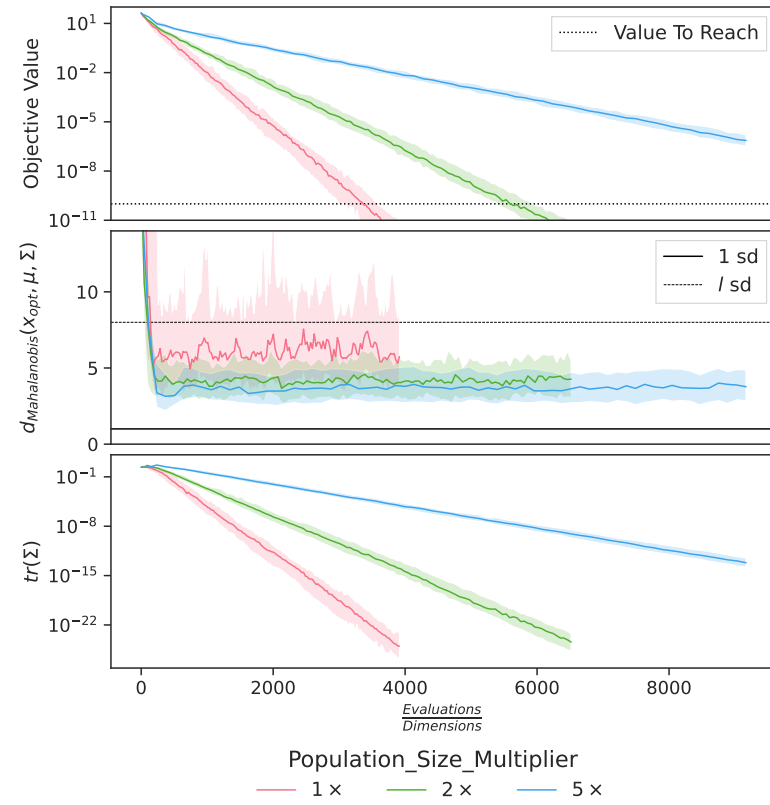 Objective Value
10^1
10^−2
10^−5
10^−8
10^−11
Value To Reach
d_Mahalanobis(x_opt, μ, Σ)
10
5
0
1 sd
l sd
tr(Σ)
10^−1
10^−8
10^−15
10^−22
0 2000 4000 6000 8000
Evaluations
Dimensions
Population_Size_Multiplier
1 × 2 × 5 ×